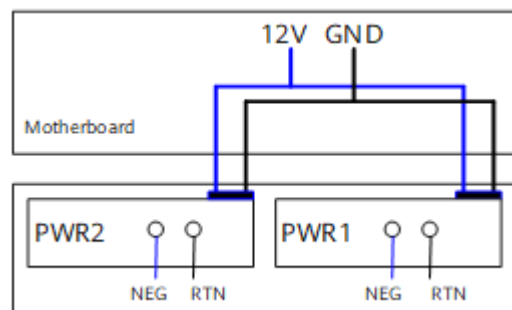 12V GND
Motherboard
PWR2
PWR1
NEG RTN
NEG RTN